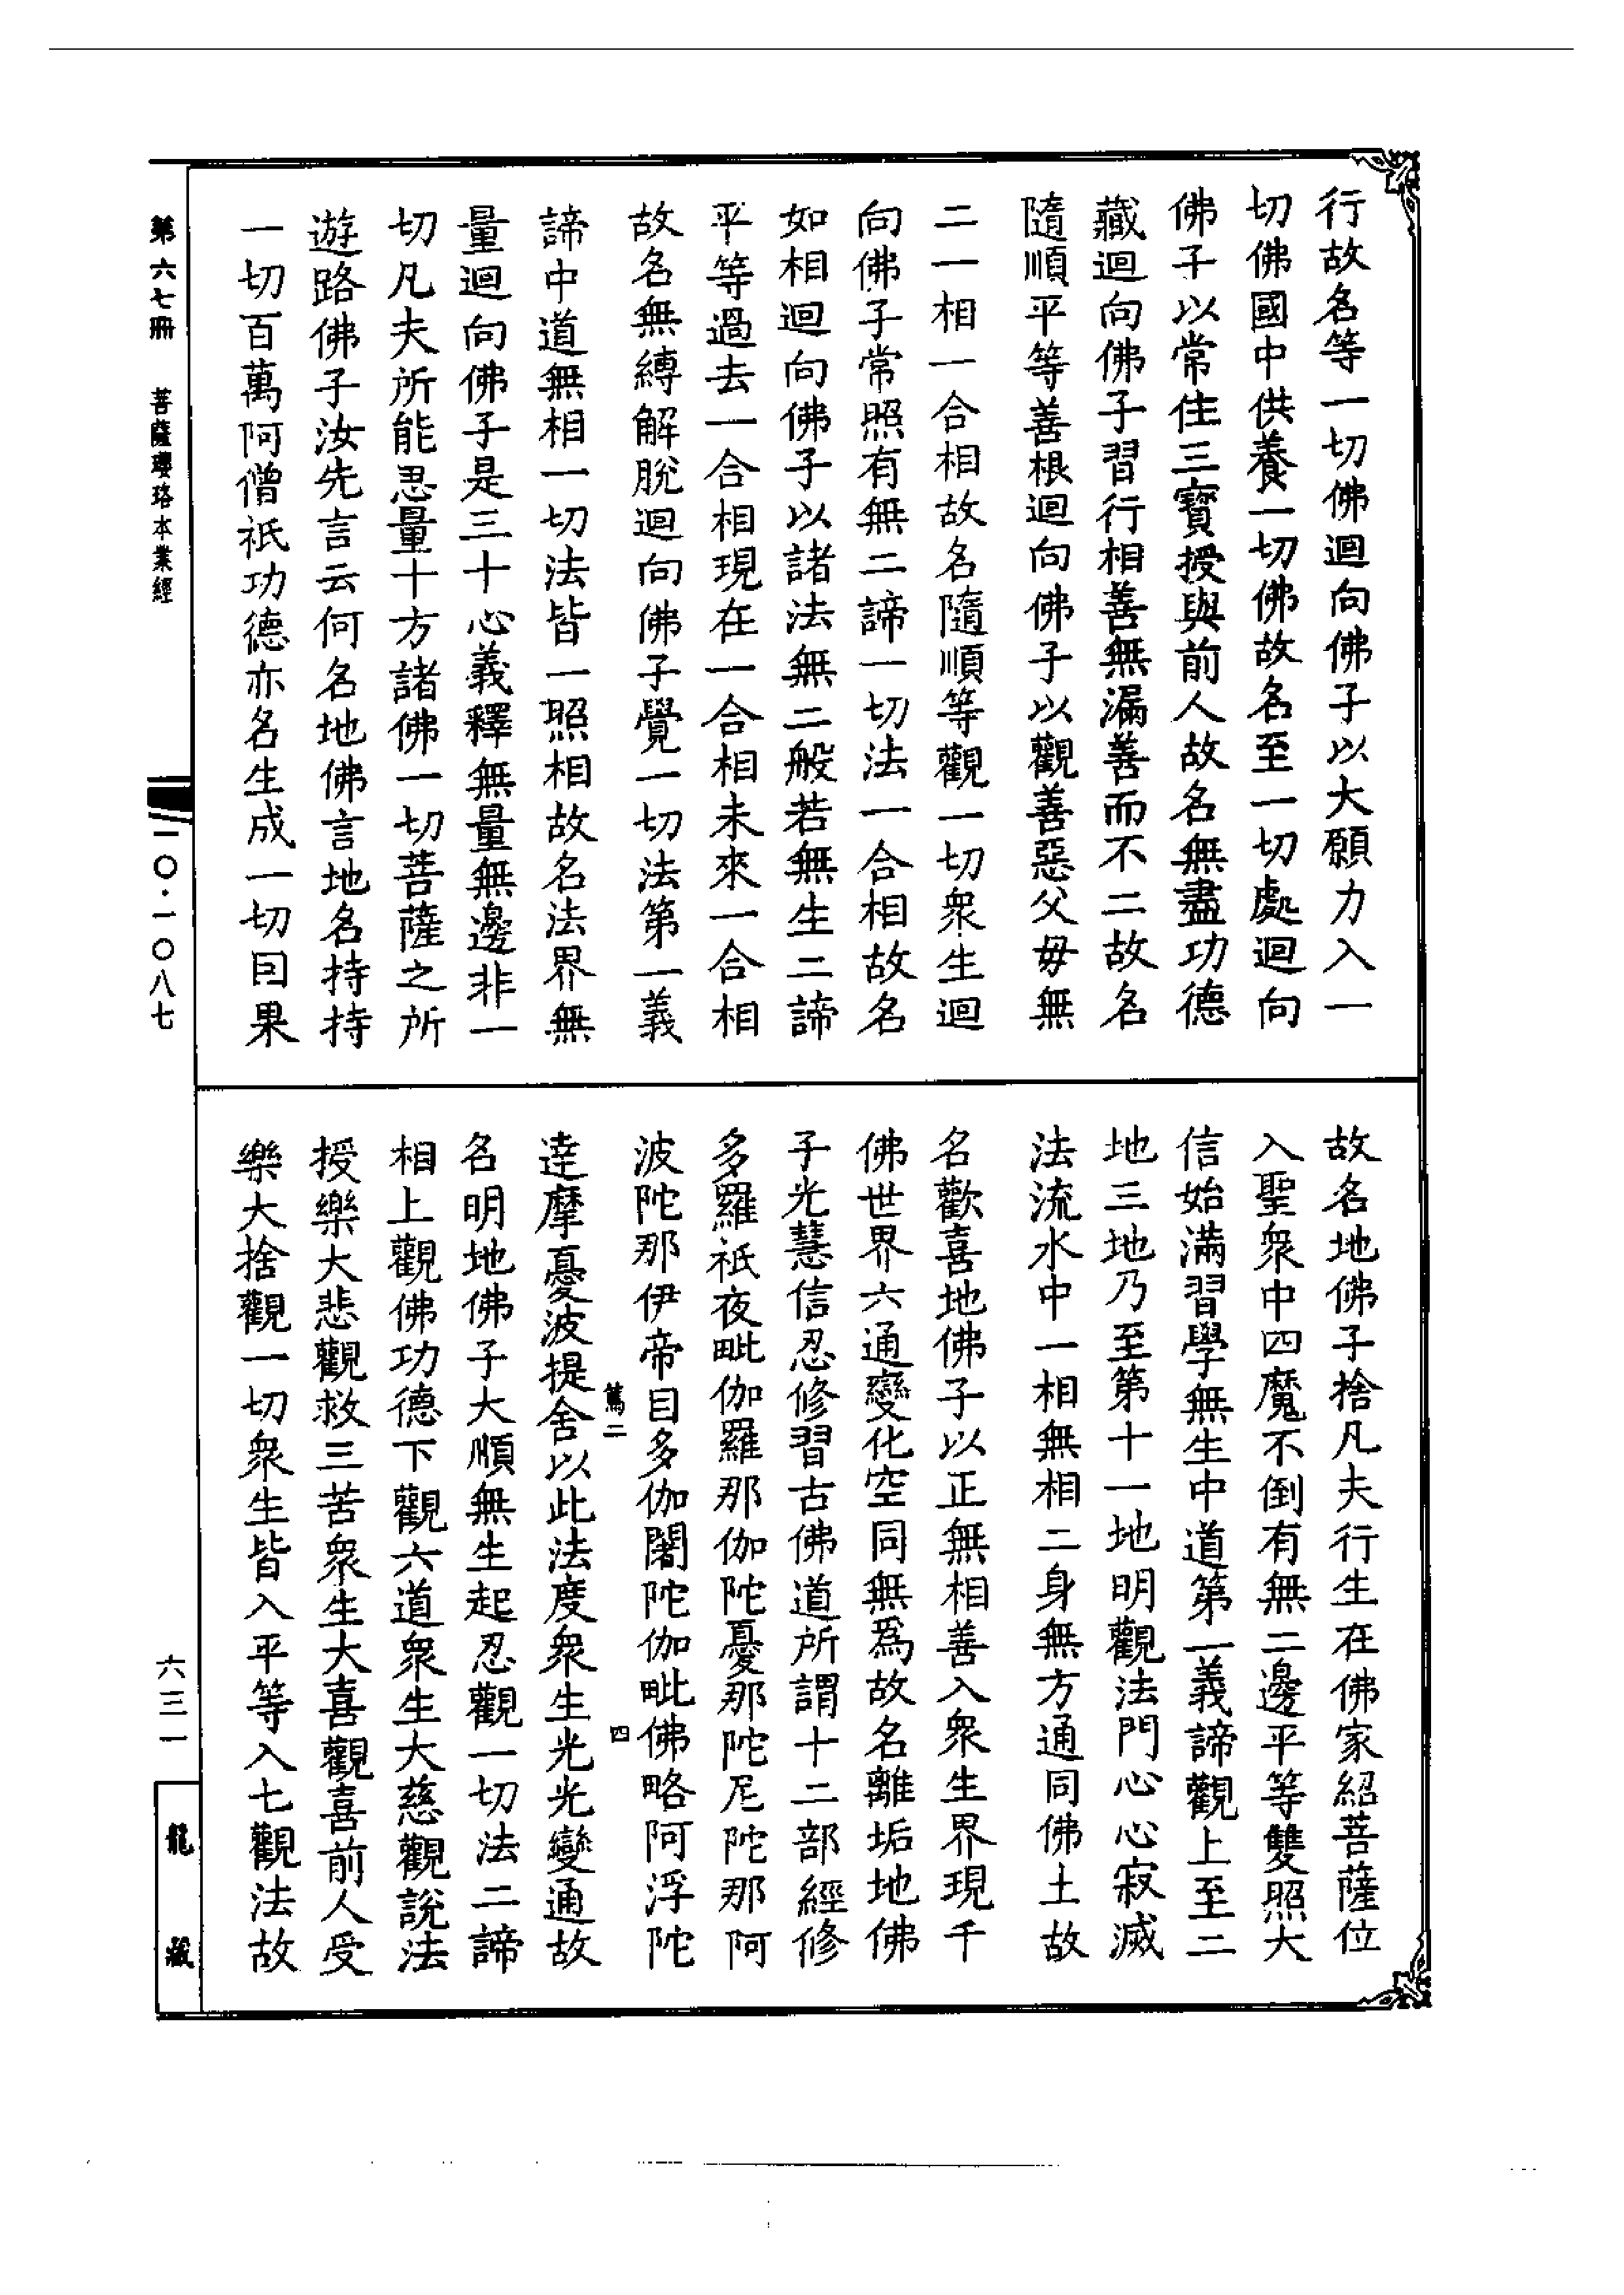 行故名等一切佛迴向佛子以大願力入一
切佛國中供養一切佛故名至一切處迴向
佛子以常住三寶授與前人故名無盡功德
藏迴向佛子習行相善無漏善而不二故名
隨順平等善根迴向佛子以觀善惡父毋無
二一相一合相故名隨順等觀一切衆生迴
向佛子常照有無二諦一切法一合相故名
如相迴向佛子以諸法無二般若無生二諦
平等過去一合相現在一合相未來一合相
故名無縛解脫迴向佛子覺一切法第一義
諦中道無相一切法皆一照相故名法界無
量迴向佛子是三十心義釋無量無邊非一
切凡夫所能思量十方諸佛一切菩薩之所
遊路佛子汝先言云何名地佛言地名持持
一切百萬阿僧祇功德亦名生成一切因果
故名地佛子捨凡夫行生在佛家紹菩薩位
入聖衆中四魔不倒有無二邊平等雙照大
信始滿習學無生中道第一義諦觀上至二
地三地乃至第十一地明觀法門心心寂滅
法流水中一相無相二身無方通同佛土故
名歡喜地佛子以正無相善入衆生界現千
佛世界六通變化空同無爲故名離垢地佛
子光慧信忍修習古佛道所謂十二部經修
多羅祇夜毗伽羅那伽陀憂那陀尼陀那阿
波陀那伊帝目多伽闍陀伽毗佛略阿浮陀
篤二
四
達摩憂波提舍以此法度衆生光光變通故
名明地佛子大順無生起忍觀一切法二諦
相上觀佛功德下觀六道衆生大慈觀說法
授樂大悲觀救三苦衆生大喜觀喜前人受
樂大捨觀一切衆生皆入平等入七觀法故
第六七冊 菩薩瓔珞本業經
一〇·一〇八七
六三一
龍藏